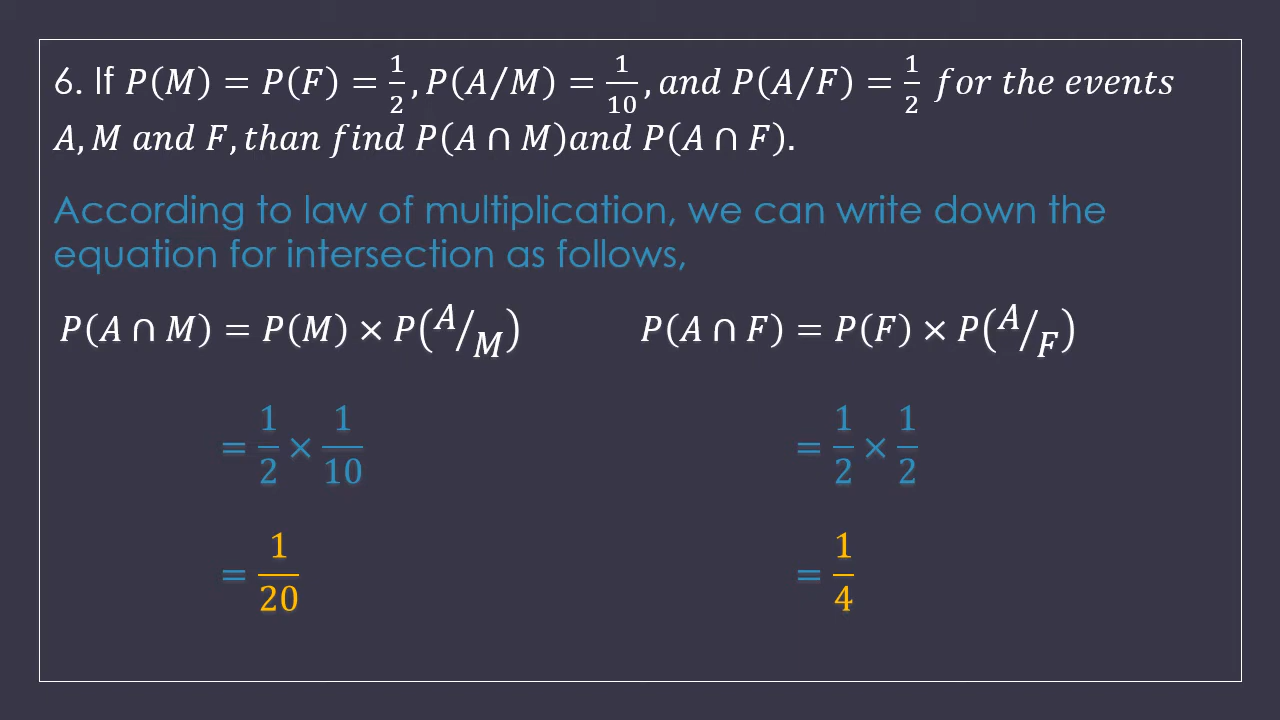 6. If P(M) = P(F) = 1/2, P(A/M) = 1/10, and P(A/F) = 1/2 for the events
A, M and F, than find P(A ∩ M)and P(A ∩ F).
According to law of multiplication, we can write down the
equation for intersection as follows,
P(A ∩ M) = P(M) × P(A/M)
= 1/2 × 1/10
= 1/20
P(A ∩ F) = P(F) × P(A/F)
= 1/2 × 1/2
= 1/4